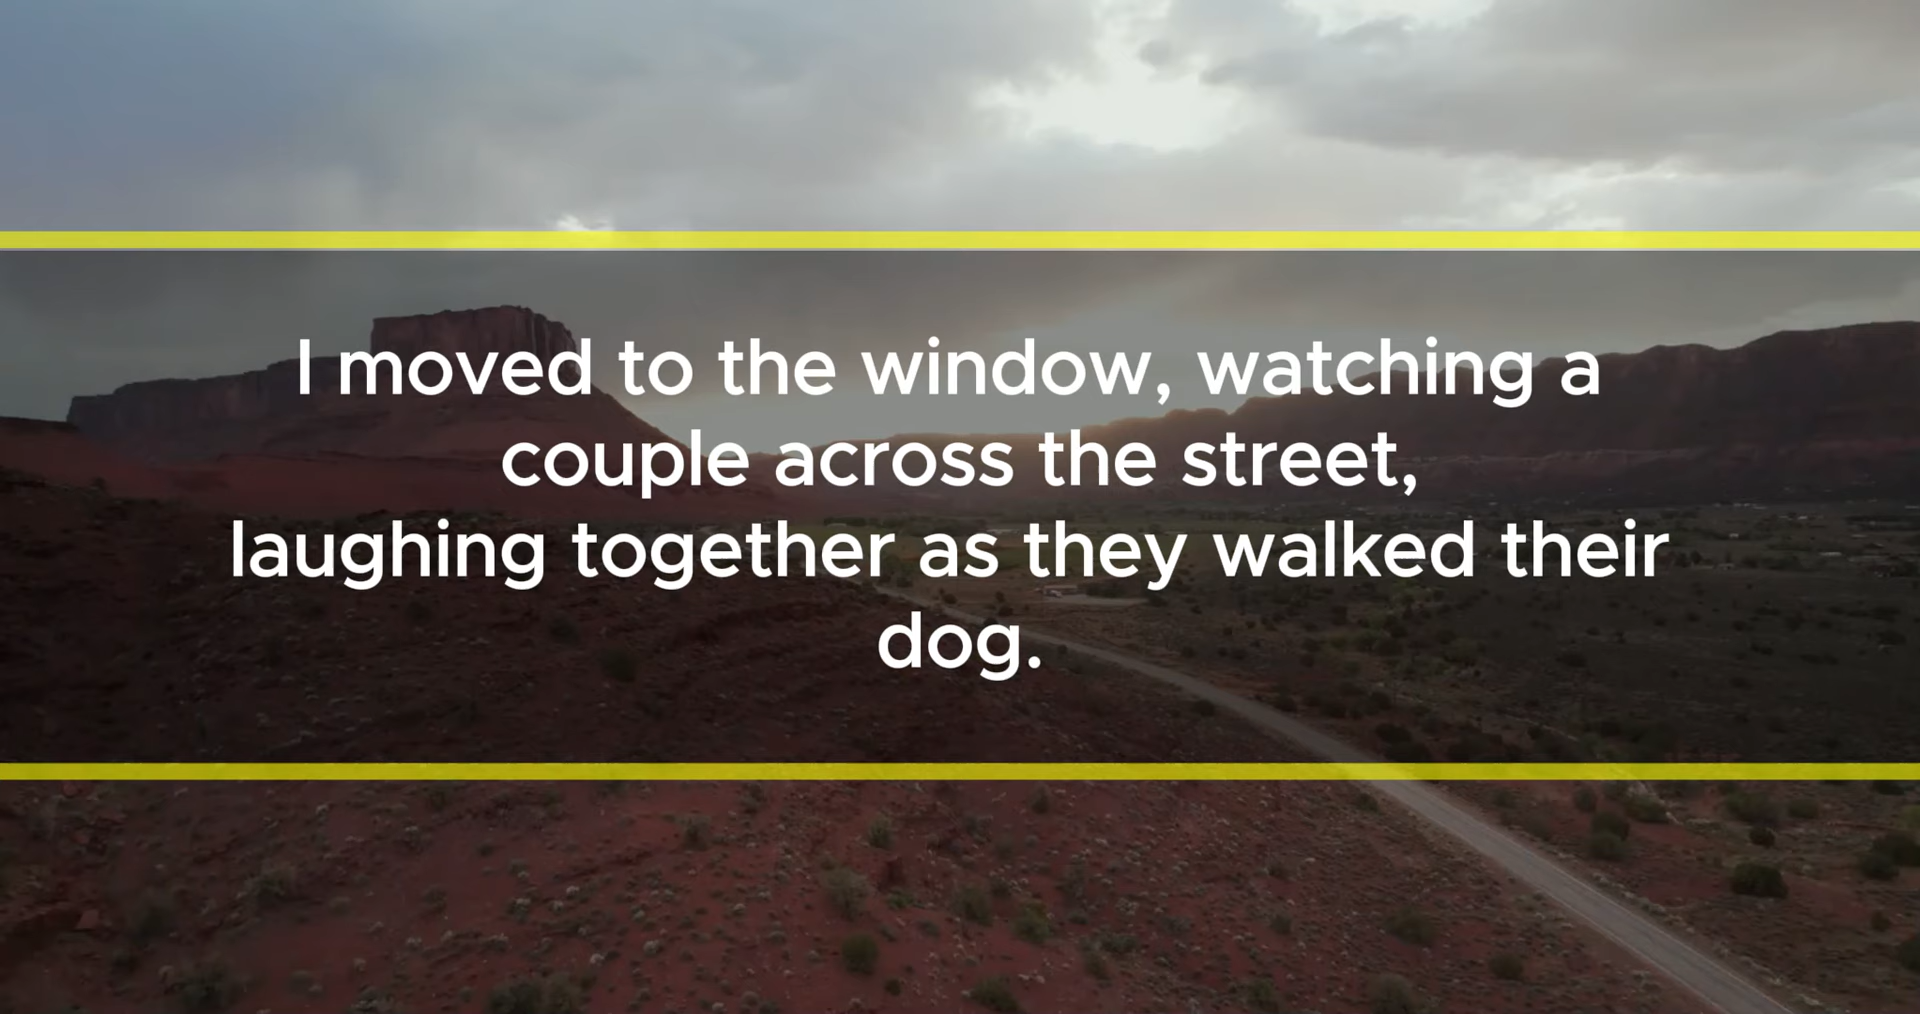 I moved to the window, watching a
couple across the street,
laughing together as they walked their
dog.